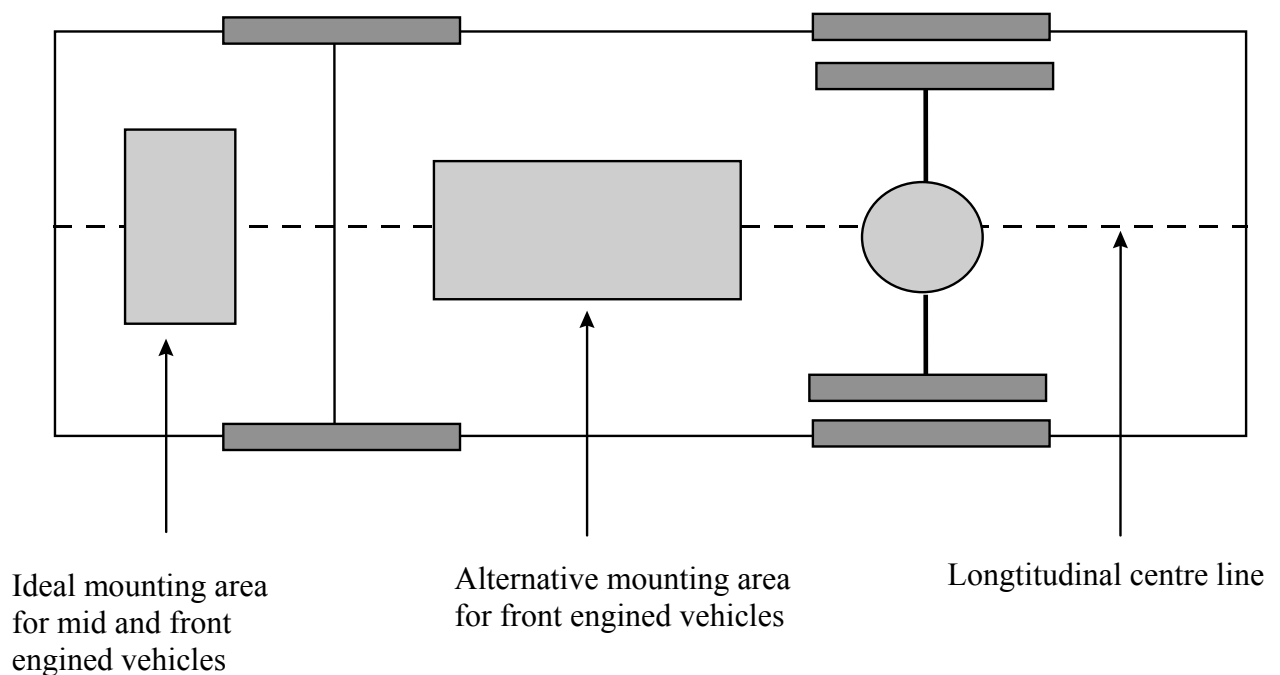 Ideal mounting area
for mid and front
engined vehicles
Alternative mounting area
for front engined vehicles
Longtitudinal centre line